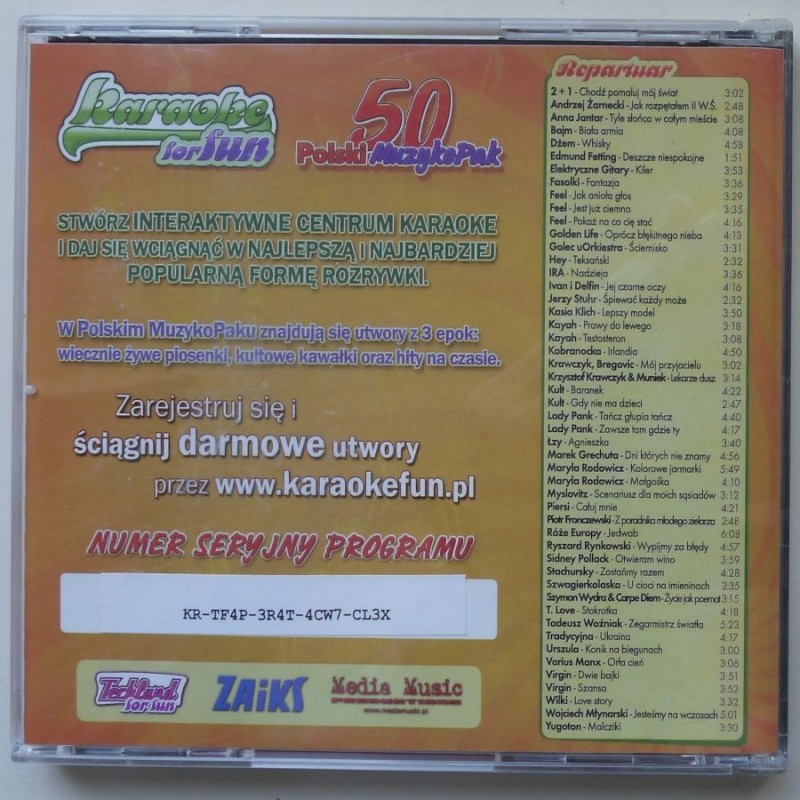 Karaoke
for fun
50
Polski MuzykoPak
STWÓRZ INTERAKTYWNE CENTRUM KARAOKE
I DAJ SIĘ WCIĄGNĄĆ W NAJLEPSZĄ I NAJBARDZIEJ
POPULARNĄ FORMĘ ROZRYWKI.
W Polskim MuzykoPaku znajdują się utwory z 3 epok:
wiecznie żywe piosenki, kultowe kawałki oraz hity na czasie.
Zarejestruj się i
ściągnij darmowe utwory
przez www.karaokefun.pl
NUMER SERYJNY PROGRAMU
KR-TF4P-3R4T-4CW7-CL3X
Techland
for fun
ZAiKS
Media Music
www.mediamusic.pl
Repartuar
2 + 1 - Chodź pomaluj mój świat 3:02
Andrzej Żarnecki - Jak rozpętałem II W.Ś. 2:48
Anna Jantar - Tyle słońca w całym mieście 3:08
Bajm - Biała armia 4:08
Dżem - Whisky 4:58
Edmund Fetting - Deszcze niespokojne 1:51
Elektryczne Gitary - Kiler 3:53
Fasolki - Fantazja 3:36
Feel - Jak anioła głos 3:29
Feel - Jest już ciemno 3:35
Feel - Pokaż na co cię stać 4:16
Golden Life - Oprócz błękitnego nieba 4:13
Golec uOrkiestra - Ściernisko 3:31
Hey - Teksański 2:32
IRA - Nadzieja 3:36
Ivan i Delfin - Jej czarne oczy 4:16
Jerzy Stuhr - Śpiewać każdy może 2:32
Kasia Klich - Lepszy model 3:50
Kayah - Prawy do lewego 3:18
Kayah - Testosteron 3:08
Kobranocka - Irlandia 4:50
Krawczyk, Bregovic - Mój przyjacielu 3:02
Krzysztof Krawczyk & Muniek - Lekarze dusz 3:14
Kult - Baranek 4:22
Kult - Gdy nie ma dzieci 2:47
Lady Pank - Tańcz głupia tańcz 4:40
Lady Pank - Zawsze tam gdzie ty 4:17
Łzy - Agnieszka 3:40
Marek Grechuta - Dni których nie znamy 4:56
Maryla Rodowicz - Kolorowe jarmarki 5:49
Maryla Rodowicz - Małgośka 4:10
Myslovitz - Scenariusz dla moich sąsiadów 3:12
Piersi - Całuj mnie 4:21
Piotr Fronczewski - Z poradnika młodego zielarza 2:48
Róże Europy - Jedwab 6:08
Ryszard Rynkowski - Wypijmy za błędy 4:57
Sidney Pollack - Otwieram wino 3:59
Stachursky - Zostańmy razem 4:28
Szwagierkolaska - U cioci na imieninach 2:35
Szymon Wydra & Carpe Diem - Życie jak poemat 3:15
T. Love - Stokrotka 4:18
Tadeusz Woźniak - Zegarmistrz światła 5:23
Tradycyjna - Ukraina 4:17
Urszula - Konik na biegunach 3:00
Varius Manx - Orła cień 3:06
Virgin - Dwie bajki 3:51
Virgin - Szansa 3:52
Wilki - Love story 3:32
Wojciech Młynarski - Jesteśmy na wczasach 5:01
Yugoton - Malcziki 3:30